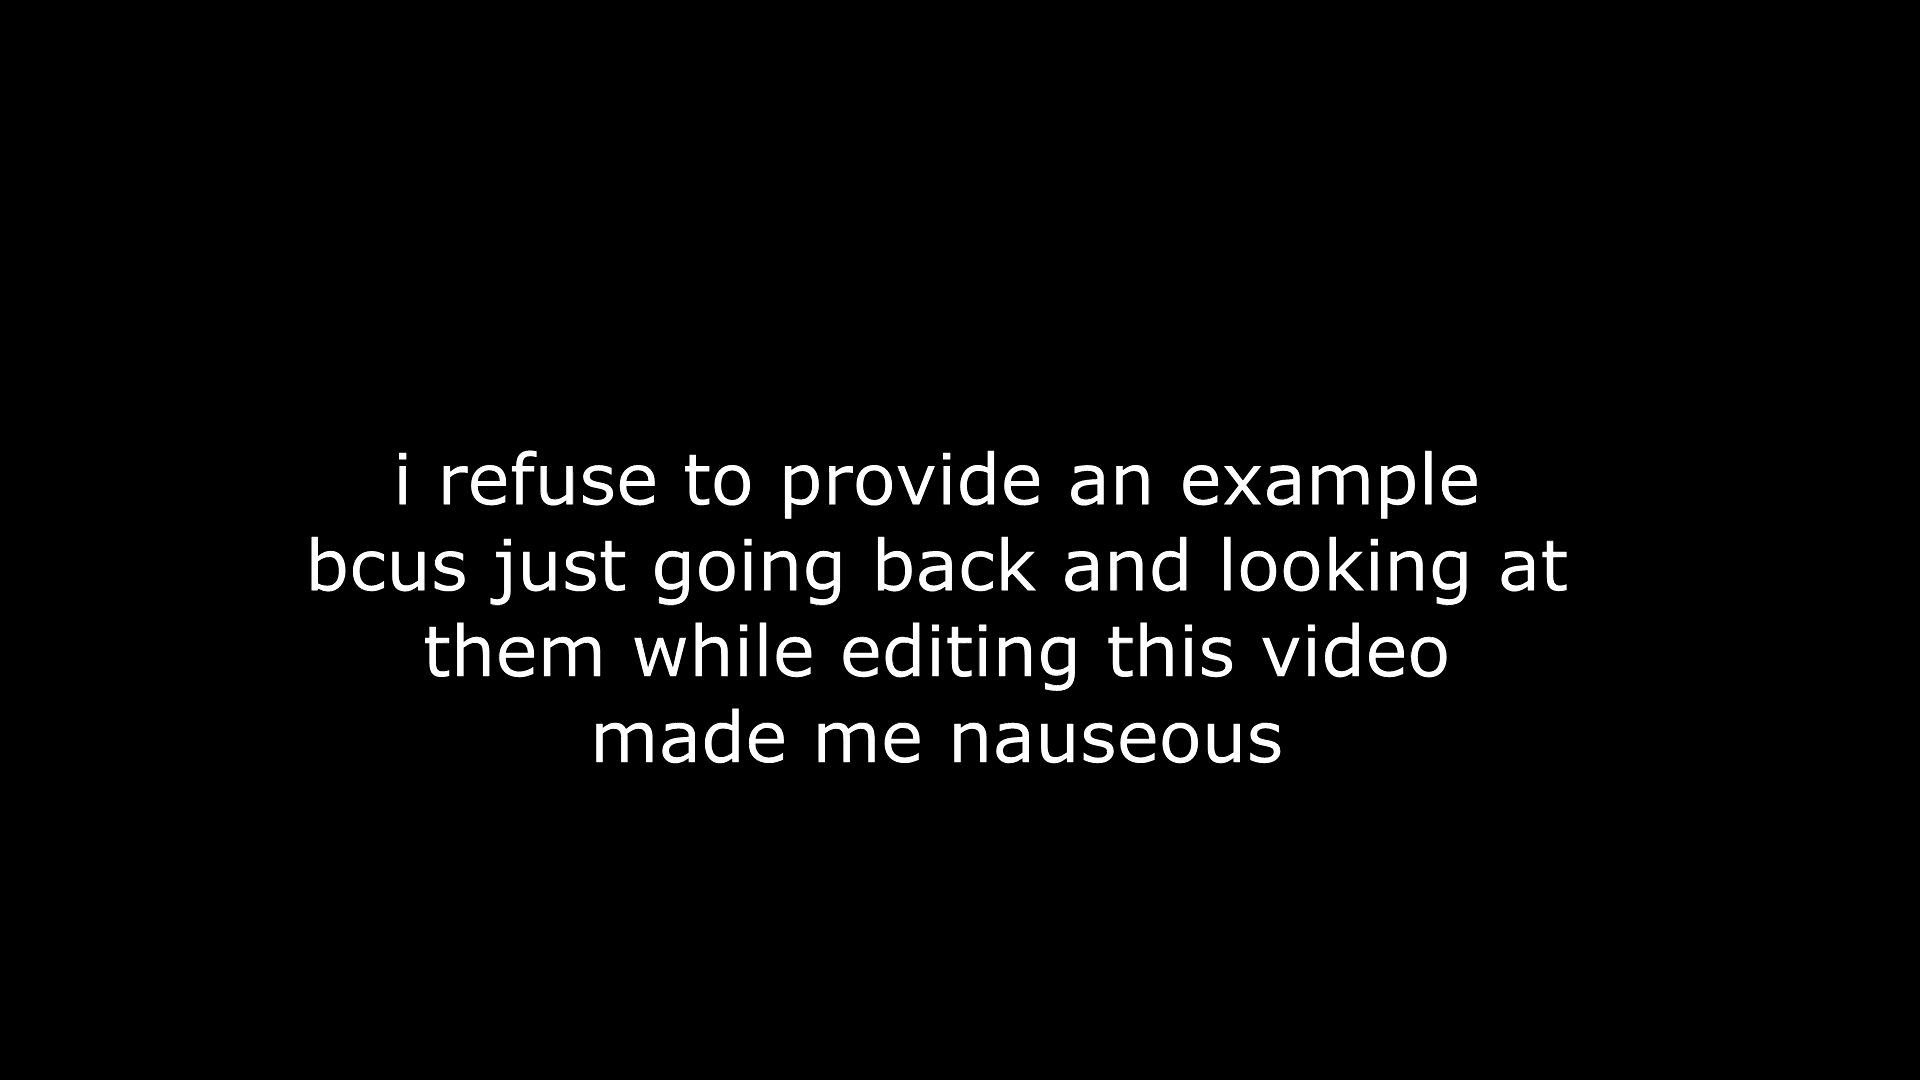 i refuse to provide an example
bcus just going back and looking at
them while editing this video
made me nauseous